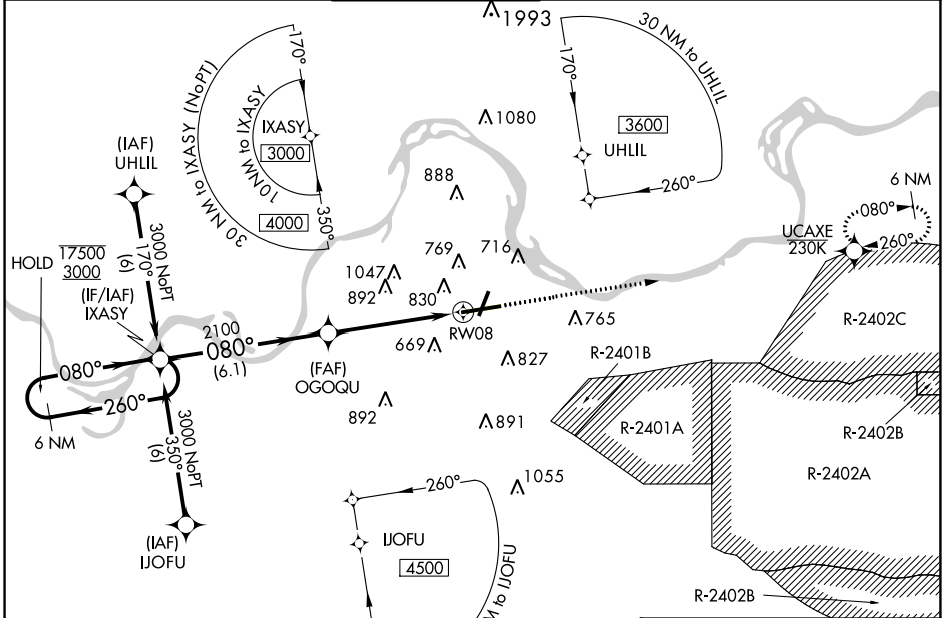 1993
30 NM to UHLIL
170°
3600
UHLIL
260°
30 NM to IXASY (NoPT)
10NM to IXASY
170°
IXASY
3000
4000
350°
1080
888
(IAF)
UHLIL
6 NM
080°
260°
UCAXE
230K
3000 NoPT
170°
(6)
HOLD
17500
3000
(IF/IAF)
IXASY
1047
892
769
716
830
RW08
765
R-2402C
2100
080°
(6.1)
(FAF)
OGOQU
669
827
R-2401B
080°
260°
6 NM
3000 NoPT
350°
(6)
892
891
R-2401A
R-2402B
R-2402A
1055
(IAF)
IJOFU
260°
IJOFU
4500
M to IJOFU
R-2402B